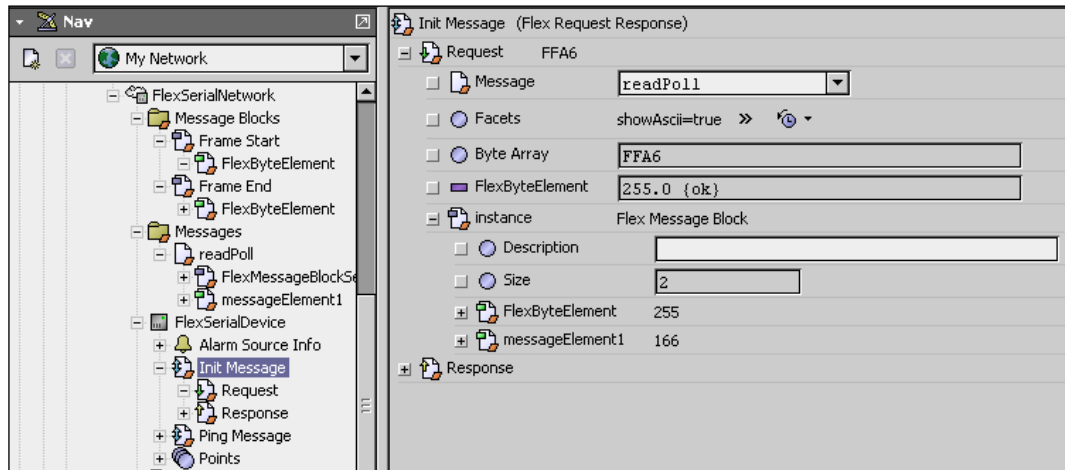 Nav
My Network
FlexSerialNetwork
Message Blocks
Frame Start
FlexByteElement
Frame End
FlexByteElement
Messages
readPoll
FlexMessageBlockSe
messageElement1
FlexSerialDevice
Alarm Source Info
Init Message
Request
Response
Ping Message
Points
Init Message (Flex Request Response)
Request FFA6
Message readPoll
Facets showAscii=true »
Byte Array FFA6
FlexByteElement 255.0 {ok}
instance Flex Message Block
Description
Size 2
FlexByteElement 255
messageElement1 166
Response